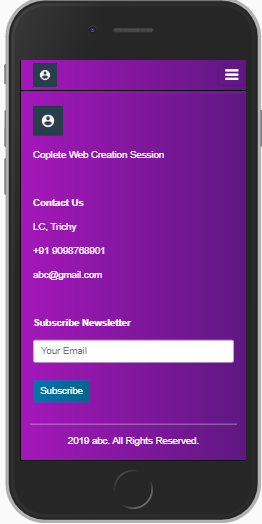 Coplete Web Creation Session
Contact Us
LC, Trichy
+91 9098768901
abc@gmail.com
Subscribe Newsletter
Your Email
Subscribe
2019 abc. All Rights Reserved.